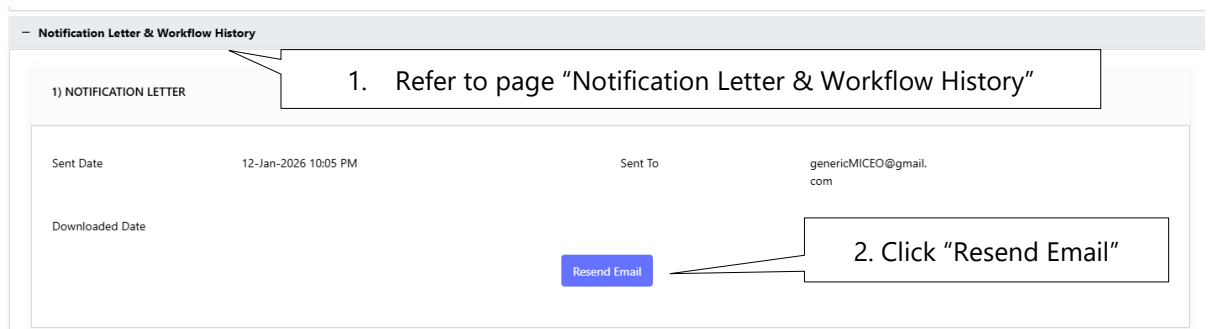 − Notification Letter & Workflow History
1. Refer to page “Notification Letter & Workflow History”
1) NOTIFICATION LETTER
Sent Date 12-Jan-2026 10:05 PM Sent To genericMICEO@gmail.
com
Downloaded Date
2. Click “Resend Email”
Resend Email